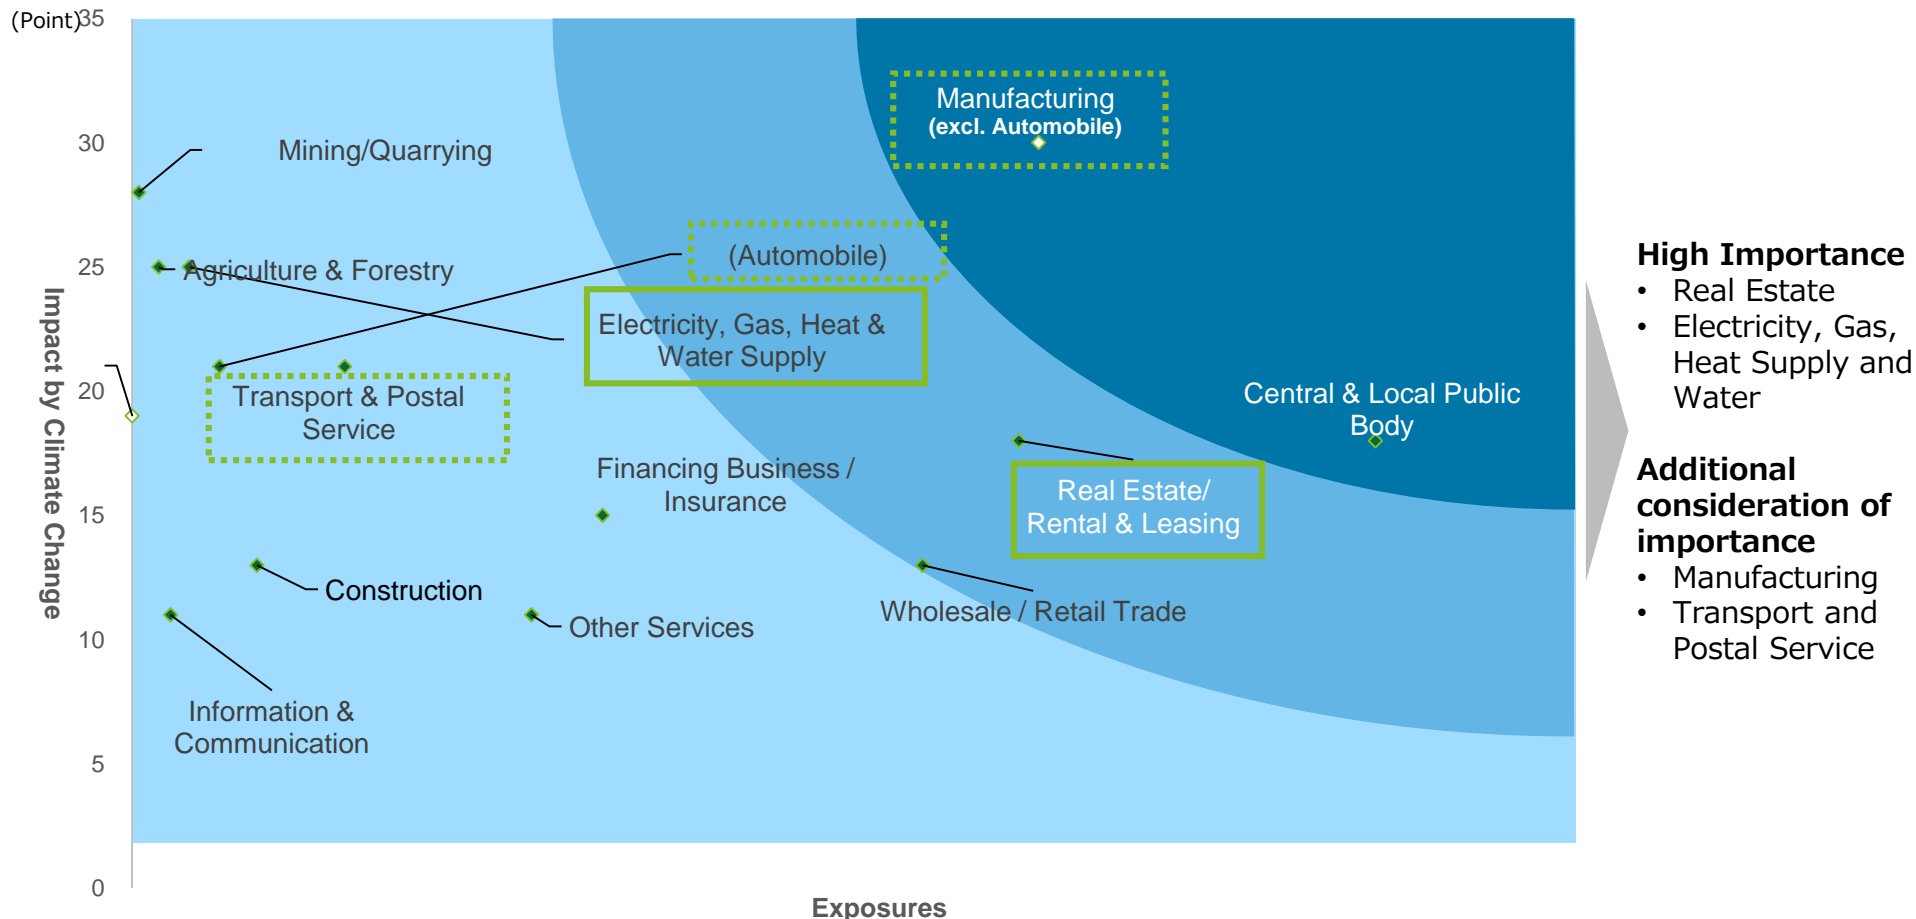 (Point)
35
30
25
20
15
10
5
0
Impact by Climate Change
Exposures
Manufacturing
(excl. Automobile)
Mining/Quarrying
(Automobile)
Agriculture & Forestry
Electricity, Gas, Heat &
Water Supply
Transport & Postal
Service
Central & Local Public
Body
Financing Business /
Insurance
Real Estate/
Rental & Leasing
Construction
Other Services
Wholesale / Retail Trade
Information &
Communication
High Importance
• Real Estate
• Electricity, Gas,
Heat Supply and
Water
Additional
consideration of
importance
• Manufacturing
• Transport and
Postal Service